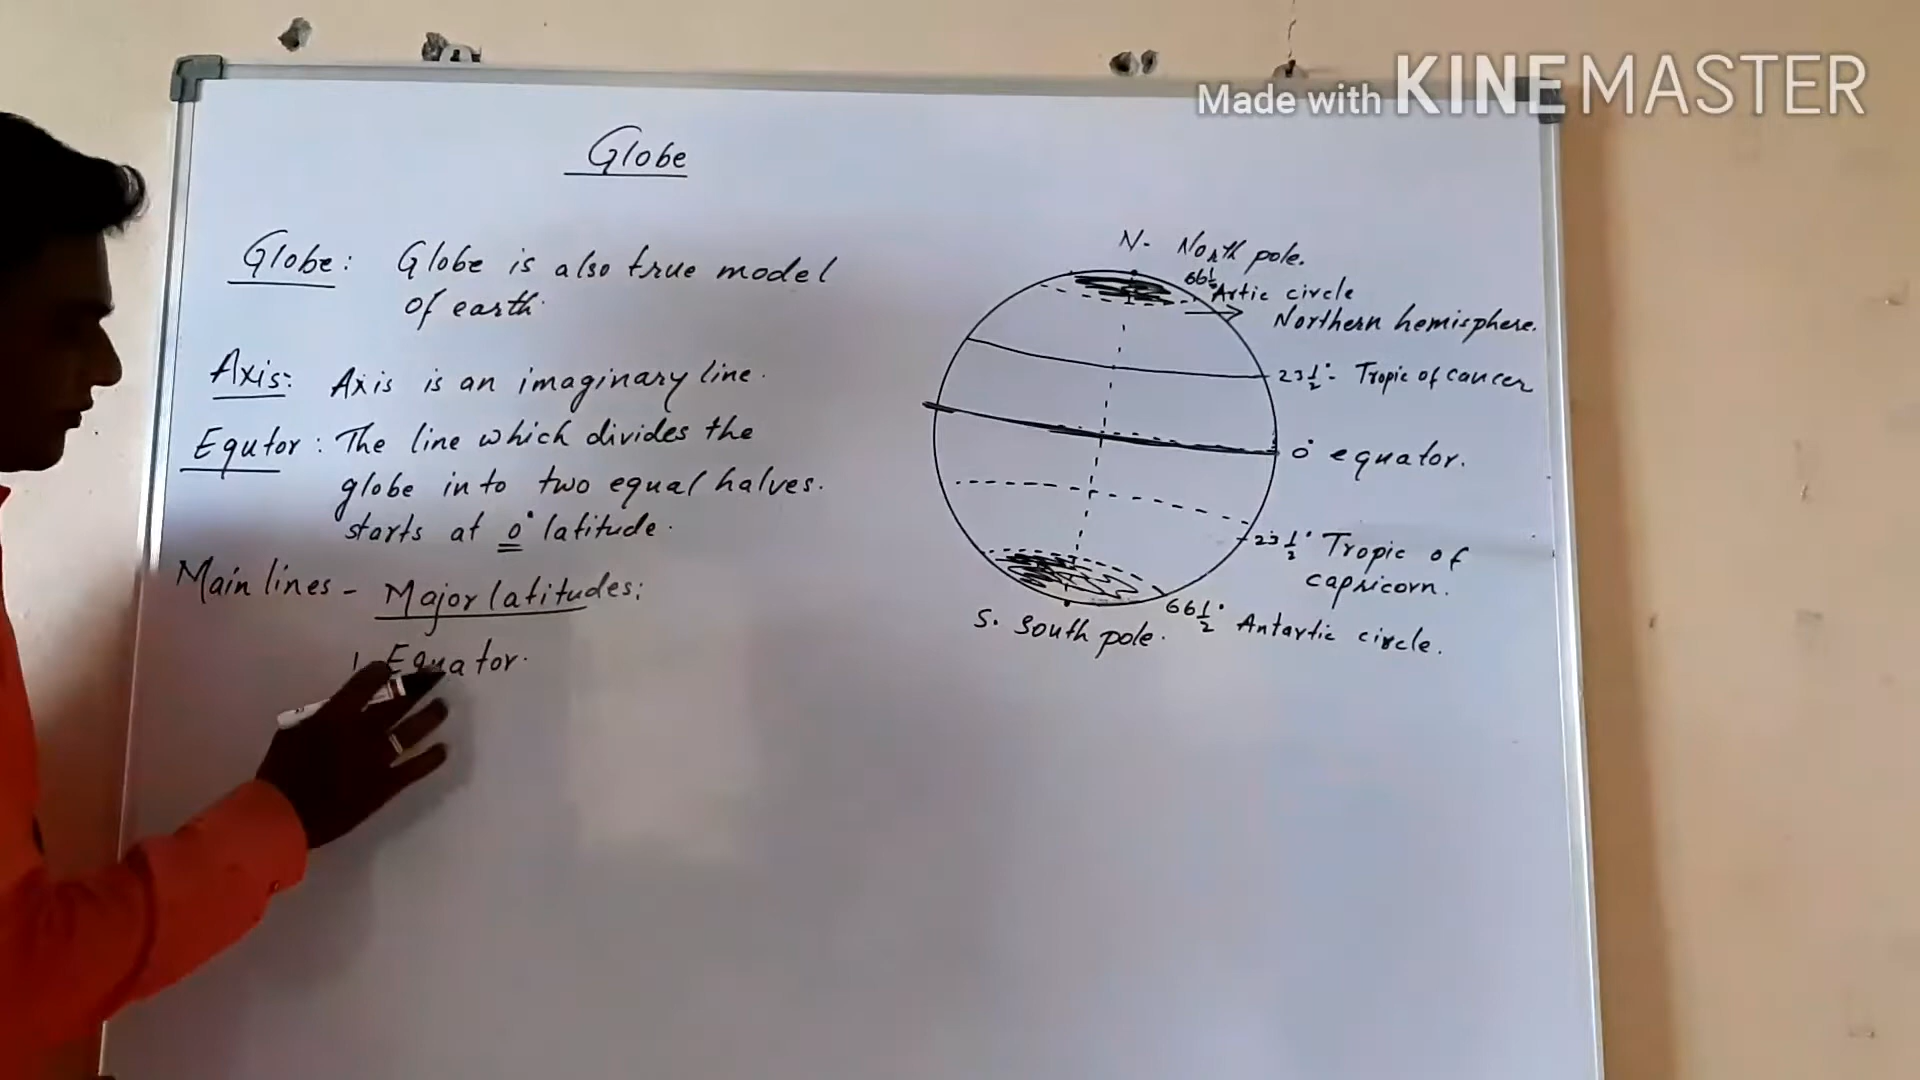 Made with KINEMASTER
Globe
Globe: Globe is also true model
of earth.
Axis: Axis is an imaginary line.
Equtor: The line which divides the
globe into two equal halves.
starts at 0° latitude.
Main lines - Major latitudes:
1. Equator.
N- North pole.
66½ Artic circle
Northern hemisphere.
23½°- Tropic of cancer
0° equator.
23½° Tropic of
capricorn.
66½° Antartic circle.
S. South pole.